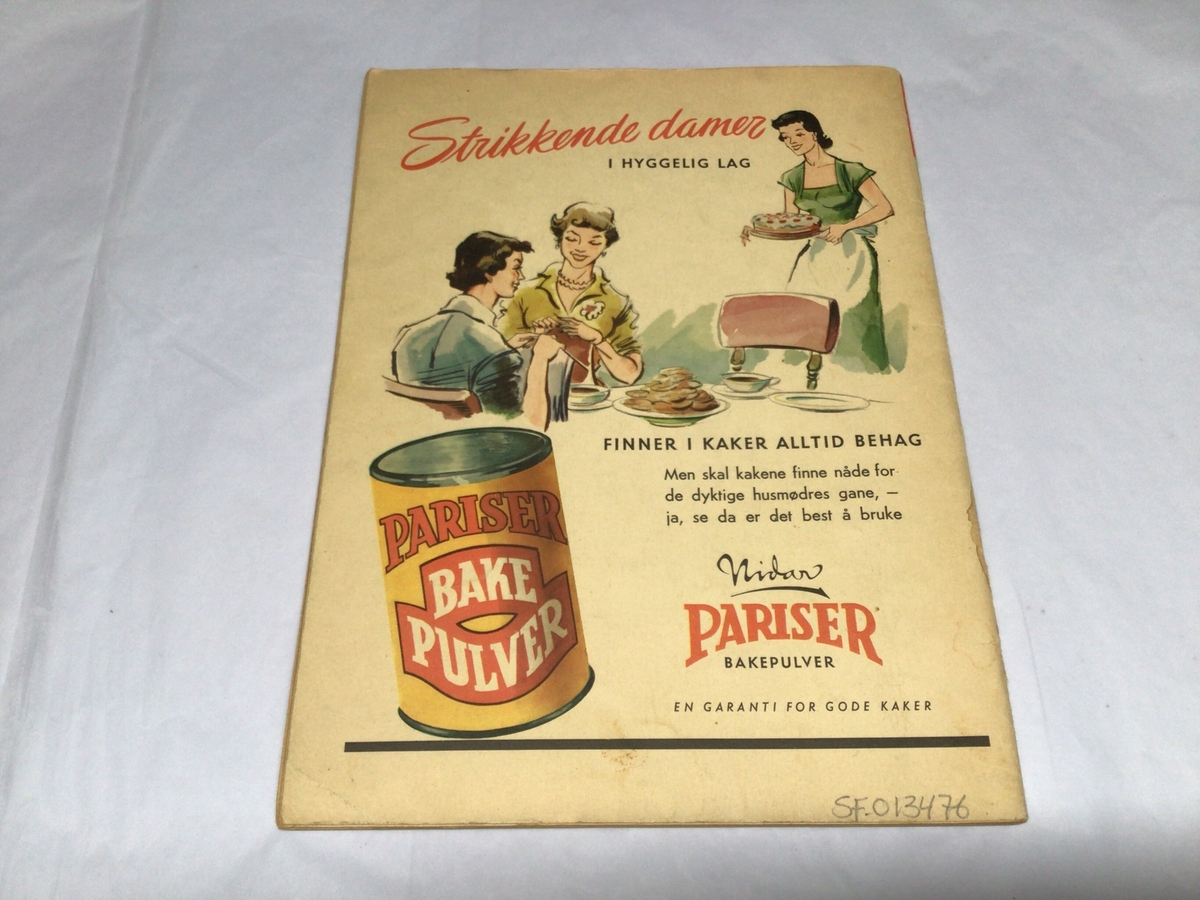 Strikkende damer
I HYGGELIG LAG
FINNER I KAKER ALLTID BEHAG
Men skal kakene finne nåde for
de dyktige husmødres gane, —
ja, se da er det best å bruke
Nidar
PARISER
BAKEPULVER
EN GARANTI FOR GODE KAKER
PARISER
BAKE
PULVER
SF.013476